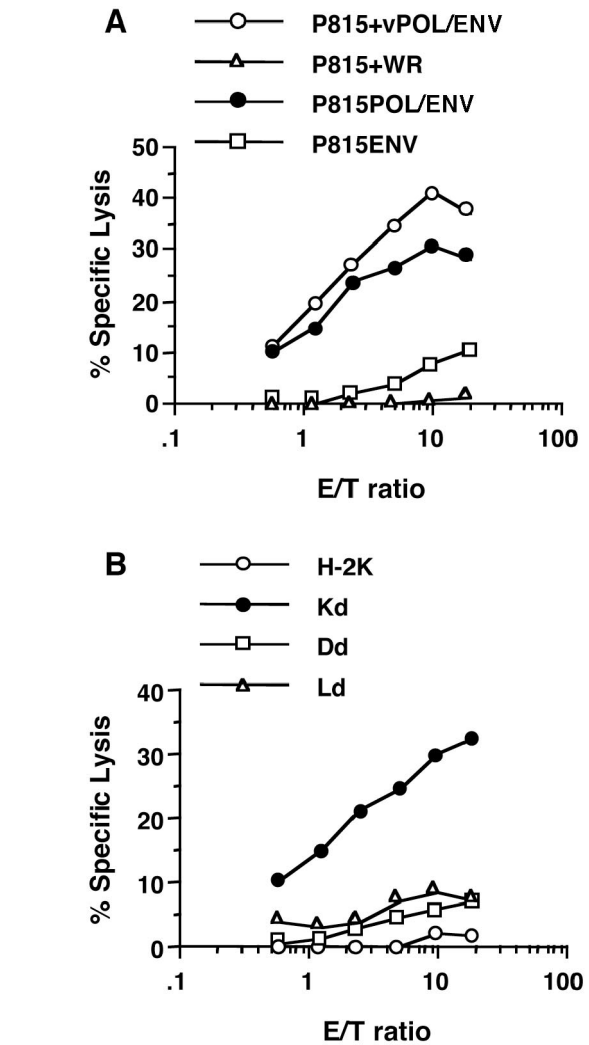 A
P815+vPOL/ENV
P815+WR
P815POL/ENV
P815ENV
% Specific Lysis
50
40
30
20
10
0
.1 1 10 100
E/T ratio
B
H-2K
Kd
Dd
Ld
% Specific Lysis
40
30
20
10
0
.1 1 10 100
E/T ratio